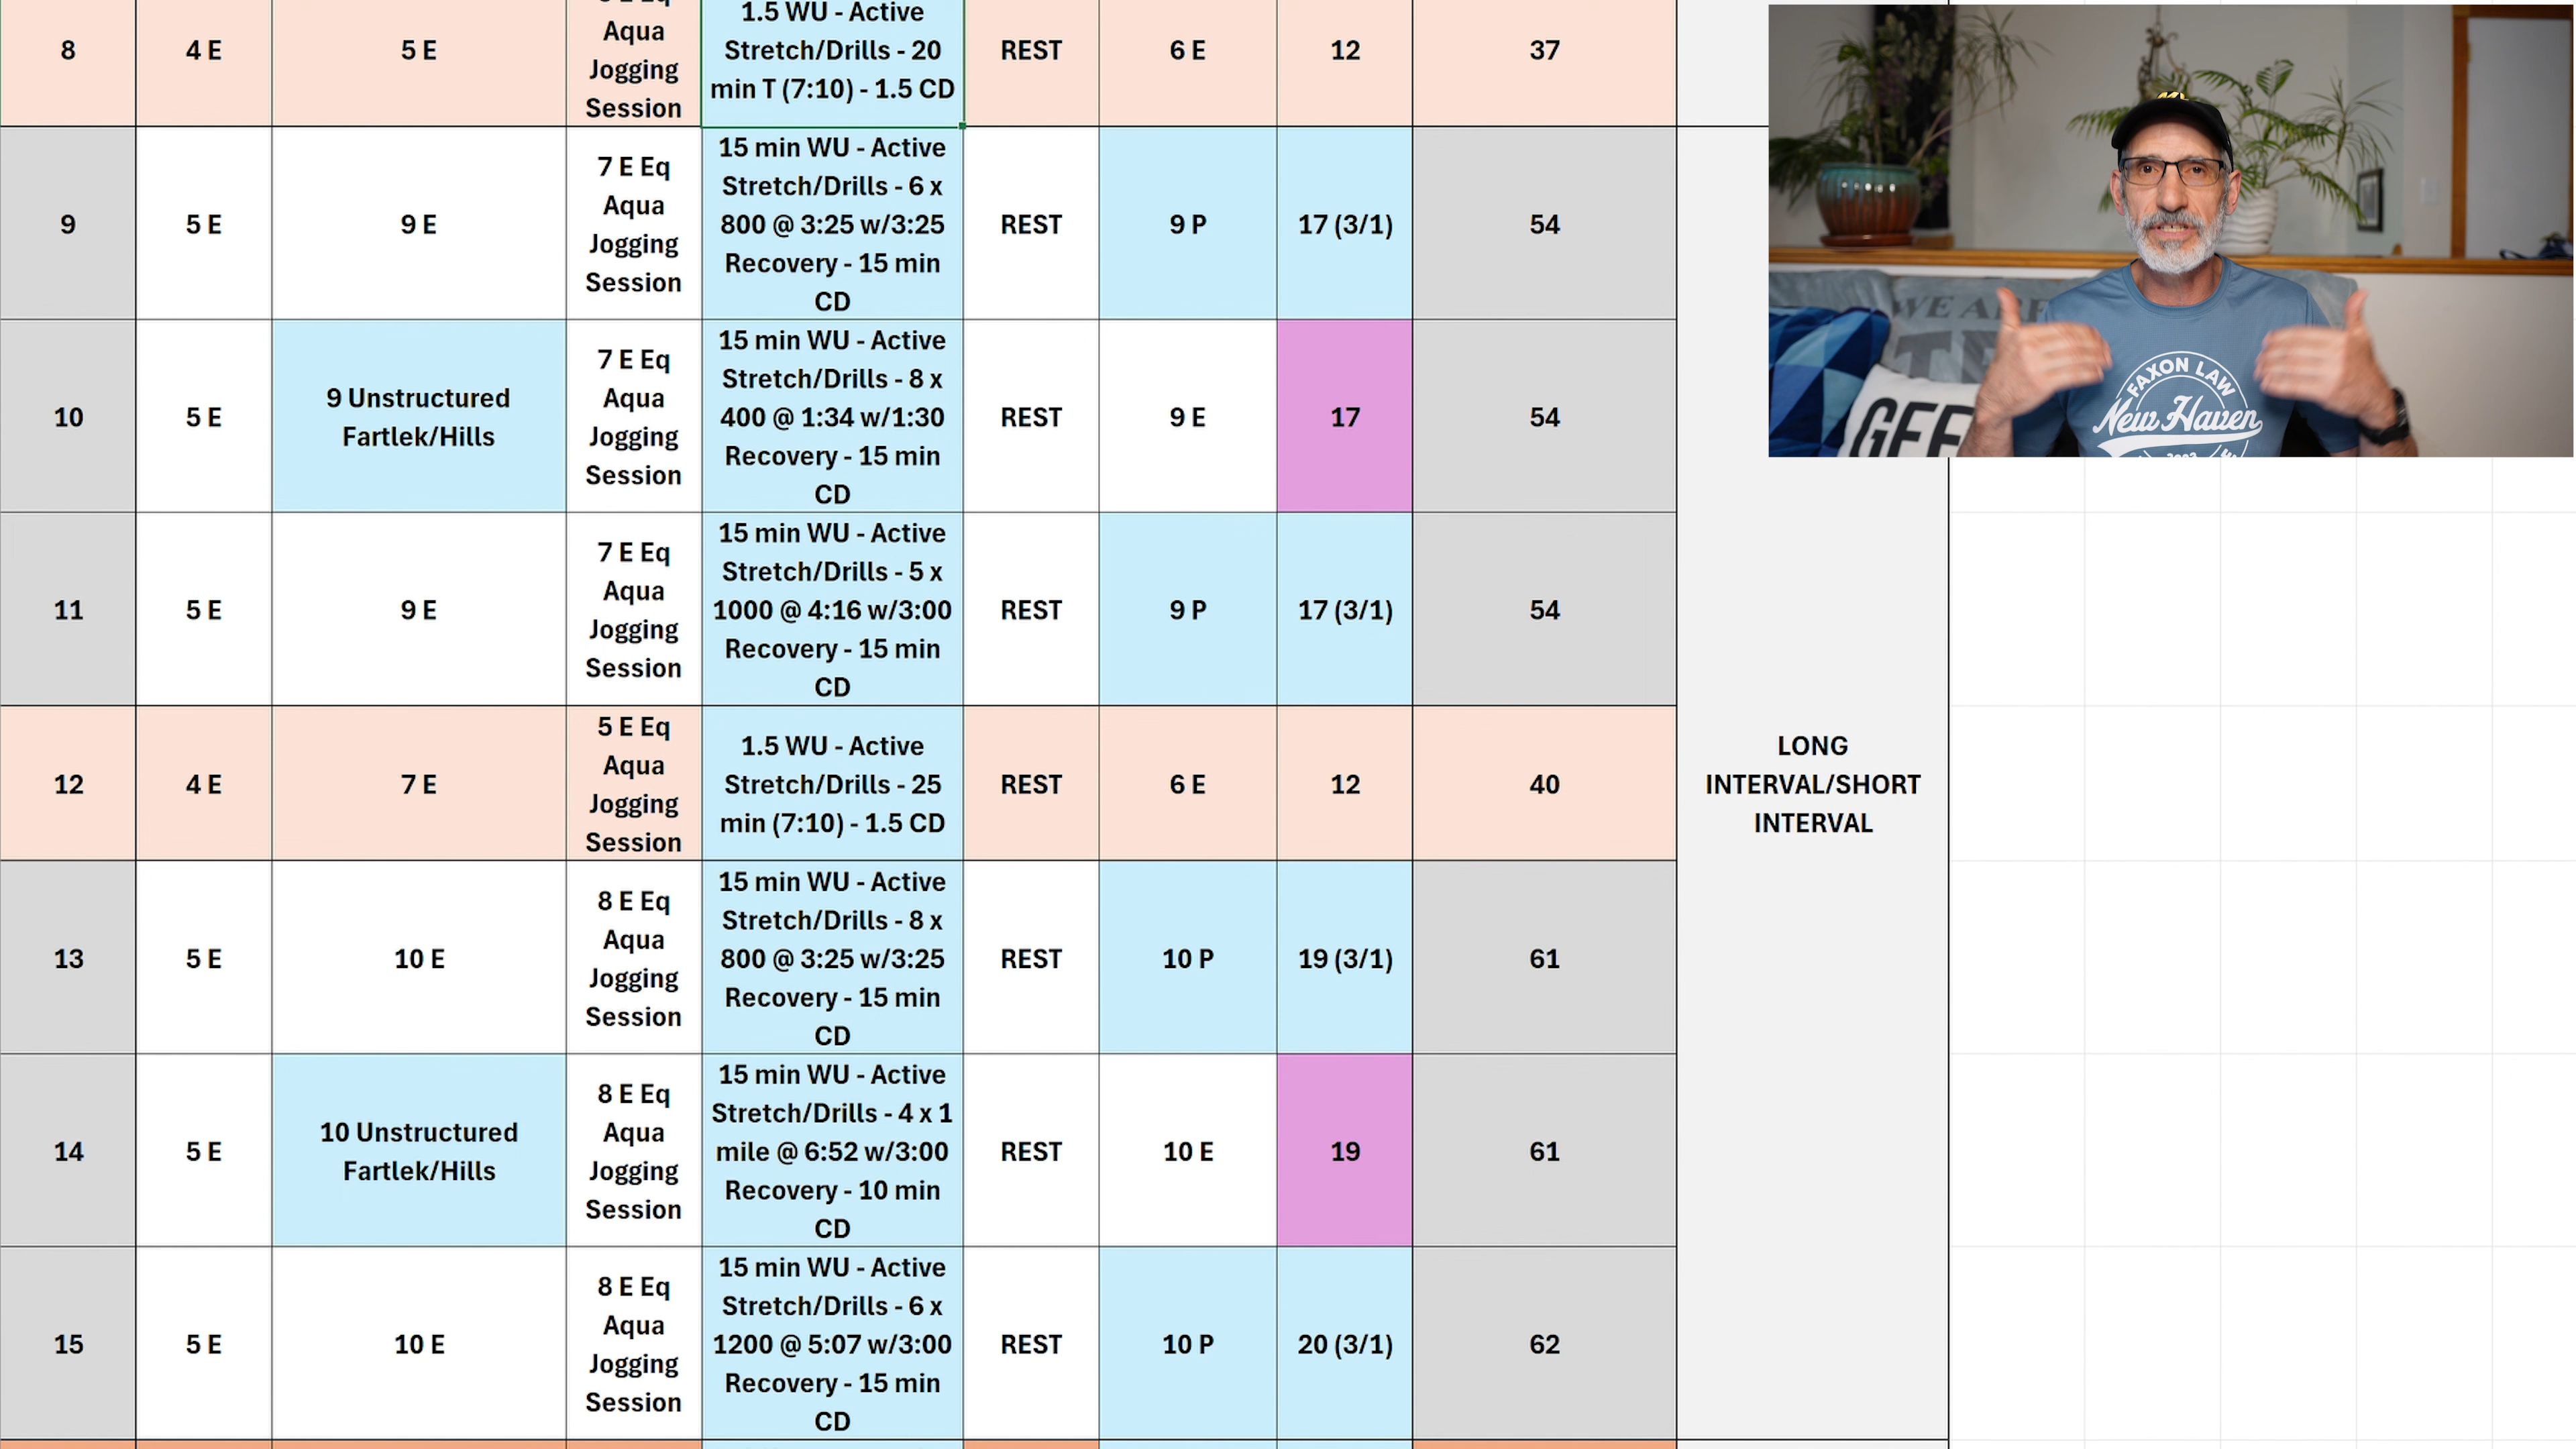 8
4 E
5 E
Aqua
Jogging
Session
1.5 WU - Active
Stretch/Drills - 20
min T (7:10) - 1.5 CD
REST
6 E
12
37
9
5 E
9 E
7 E Eq
Aqua
Jogging
Session
15 min WU - Active
Stretch/Drills - 6 x
800 @ 3:25 w/3:25
Recovery - 15 min
CD
REST
9 P
17 (3/1)
54
10
5 E
9 Unstructured
Fartlek/Hills
7 E Eq
Aqua
Jogging
Session
15 min WU - Active
Stretch/Drills - 8 x
400 @ 1:34 w/1:30
Recovery - 15 min
CD
REST
9 E
17
54
11
5 E
9 E
7 E Eq
Aqua
Jogging
Session
15 min WU - Active
Stretch/Drills - 5 x
1000 @ 4:16 w/3:00
Recovery - 15 min
CD
REST
9 P
17 (3/1)
54
12
4 E
7 E
5 E Eq
Aqua
Jogging
Session
1.5 WU - Active
Stretch/Drills - 25
min (7:10) - 1.5 CD
REST
6 E
12
40
LONG
INTERVAL/SHORT
INTERVAL
13
5 E
10 E
8 E Eq
Aqua
Jogging
Session
15 min WU - Active
Stretch/Drills - 8 x
800 @ 3:25 w/3:25
Recovery - 15 min
CD
REST
10 P
19 (3/1)
61
14
5 E
10 Unstructured
Fartlek/Hills
8 E Eq
Aqua
Jogging
Session
15 min WU - Active
Stretch/Drills - 4 x 1
mile @ 6:52 w/3:00
Recovery - 10 min
CD
REST
10 E
19
61
15
5 E
10 E
8 E Eq
Aqua
Jogging
Session
15 min WU - Active
Stretch/Drills - 6 x
1200 @ 5:07 w/3:00
Recovery - 15 min
CD
REST
10 P
20 (3/1)
62
ML
WE ARE
GEE
FAXON LAW
New Haven